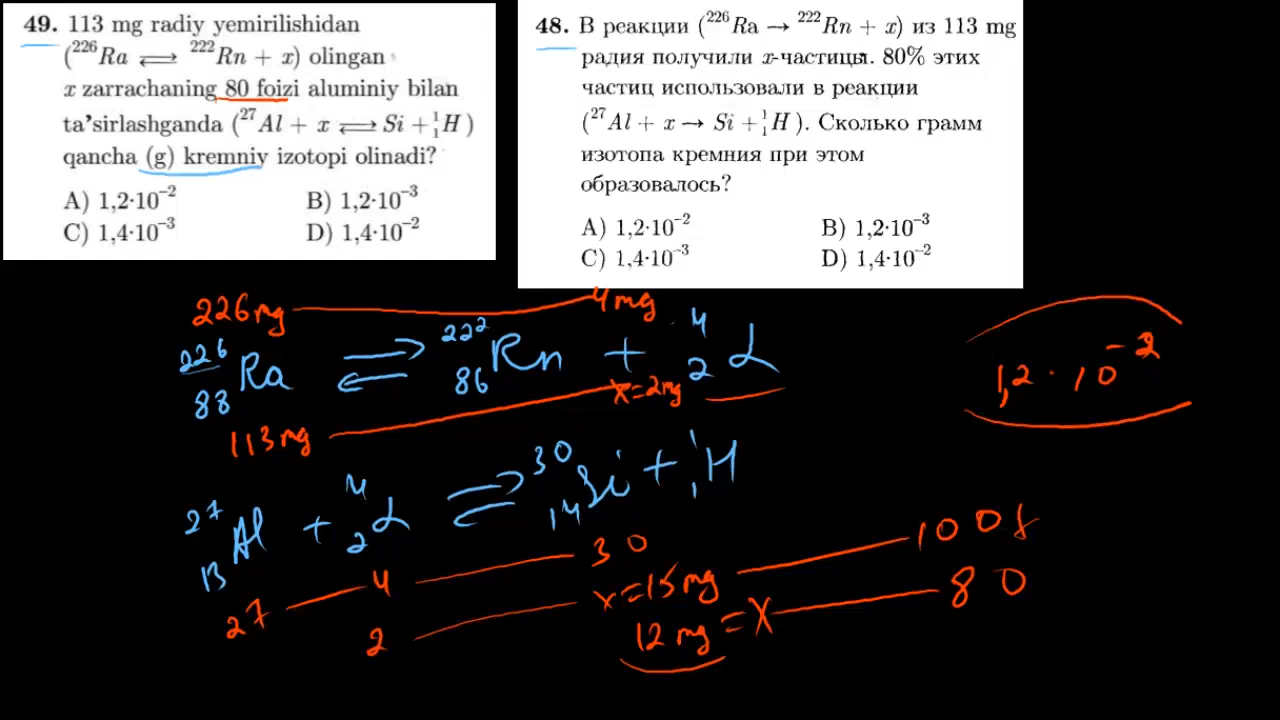 49. 113 mg radiy yemirilishidan
(²²⁶Ra ⇌ ²²²Rn + x) olingan
x zarrachaning 80 foizi aluminiy bilan
ta’sirlashganda (²⁷Al + x ⇌ Si + ¹₁H)
qancha (g) kremniy izotopi olinadi?
A) 1,2·10⁻² B) 1,2·10⁻³
C) 1,4·10⁻³ D) 1,4·10⁻²
48. В реакции (²²⁶Ra → ²²²Rn + x) из 113 mg
радия получили x-частицы. 80% этих
частиц использовали в реакции
(²⁷Al + x → Si + ¹₁H). Сколько грамм
изотопа кремния при этом
образовалось?
A) 1,2·10⁻² B) 1,2·10⁻³
C) 1,4·10⁻³ D) 1,4·10⁻²
226mg 4mg
²²⁶₈₈Ra ⇌ ²²²₈₆Rn + ⁴₂α
113mg x=2mg
1,2 · 10⁻²
²⁷₁₃Al + ⁴₂α ⇌ ³⁰₁₄Si + ¹₁H
27 4 30
2 x=15mg 100%
12 mg = X 80